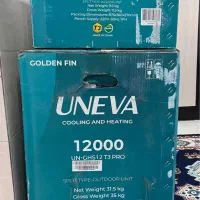 Net Weight
Gross Weight
GOLDEN FIN
UNEVA
COOLING AND HEATING
12000
UN-GHS12 T3 PRO
SPLIT TYPE-OUTDOOR UNIT
Net Weight 31.5 kg
Gross Weight 35 kg